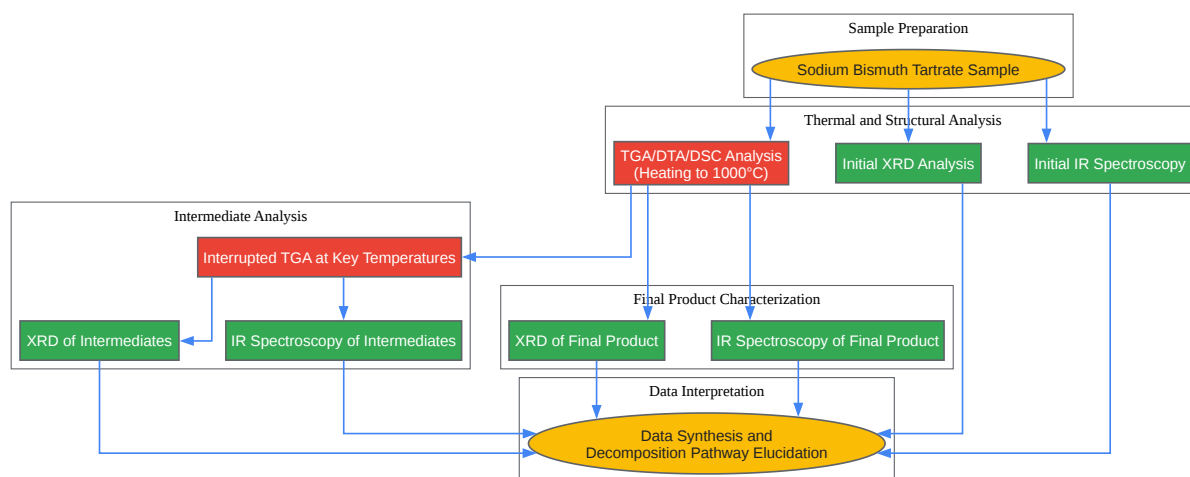 Sample Preparation
Sodium Bismuth Tartrate Sample
Thermal and Structural Analysis
TGA/DTA/DSC Analysis
(Heating to 1000°C)
Initial XRD Analysis
Initial IR Spectroscopy
Intermediate Analysis
Interrupted TGA at Key Temperatures
XRD of Intermediates
IR Spectroscopy of Intermediates
Final Product Characterization
XRD of Final Product
IR Spectroscopy of Final Product
Data Interpretation
Data Synthesis and
Decomposition Pathway Elucidation